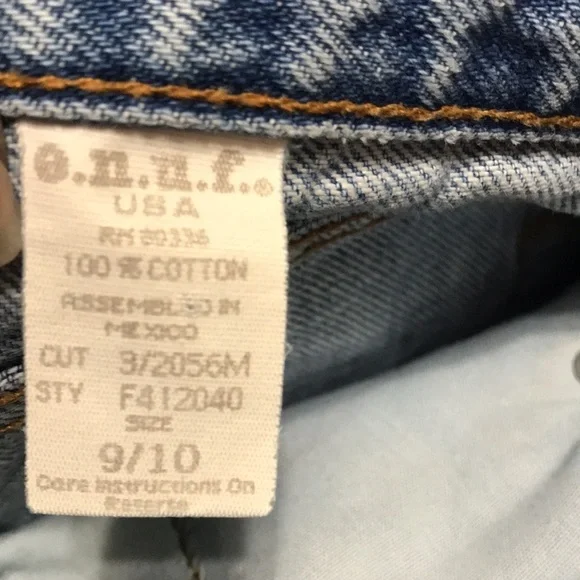 e.n.u.f.®
USA
RN 80336
100% COTTON
ASSEMBLED IN
MEXICO
CUT 3/2056M
STY F412040
SIZE
9/10
Care Instructions On
Reverse